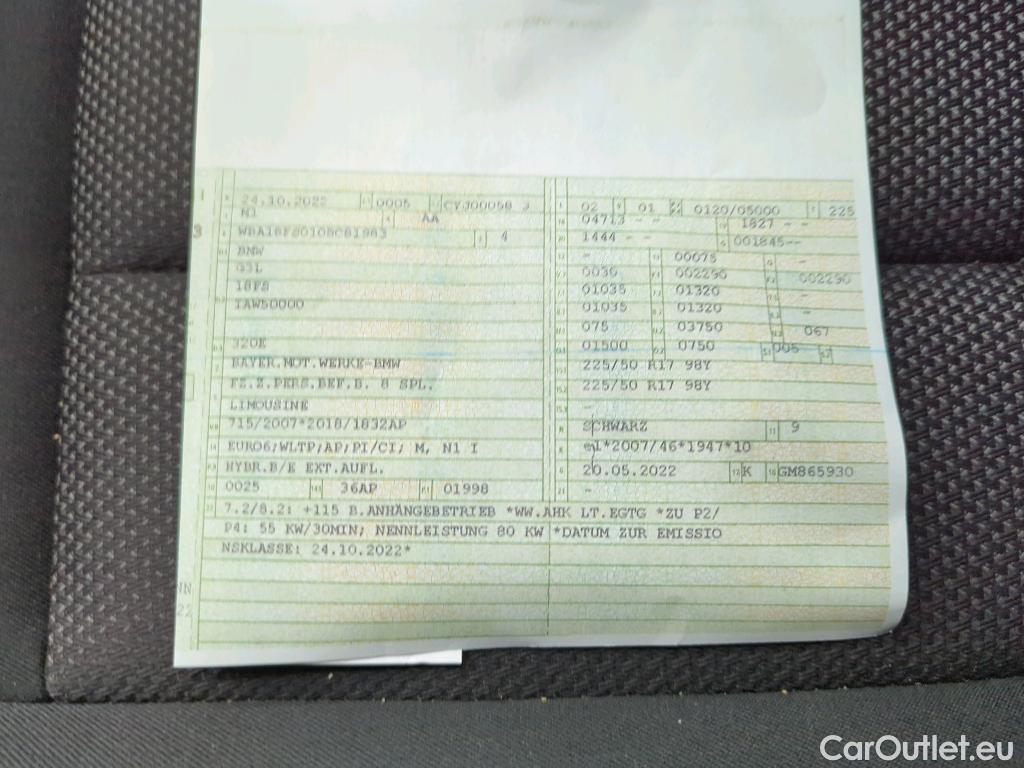 24.10.2022 0005 CYJ00058 3
M1 AA
4
BMW
G3L
18FS
IAW50000
320E
BAYER.MOT.WERKE-BMW
FZ.Z.PERS.BEF.B. 8 SPL.
LIMOUSINE
715/2007*2018/1832AP
EURO6;WLTP;AP;PI/CI; M, N1 I
HYBR.B/E EXT.AUFL.
0025 36AP 01998
02 01 0120/05000 225
04713 - - 1827 - -
1444 - - 001845--
- 00075 -
0030 002290 002290
01035 01320 -
01035 01320 -
075 03750 067
01500 0750 005
225/50 R17 98Y
225/50 R17 98Y
-
SCHWARZ 9
e1*2007/46*1947*10
20.05.2022 K GM865930
-
7.2/8.2: +115 B.ANHÄNGEBETRIEB *WW.AHK LT.EGTG *ZU P2/
P4: 55 KW/30MIN; NENNLEISTUNG 80 KW *DATUM ZUR EMISSIO
NSKLASSE: 24.10.2022*
CarOutlet.eu